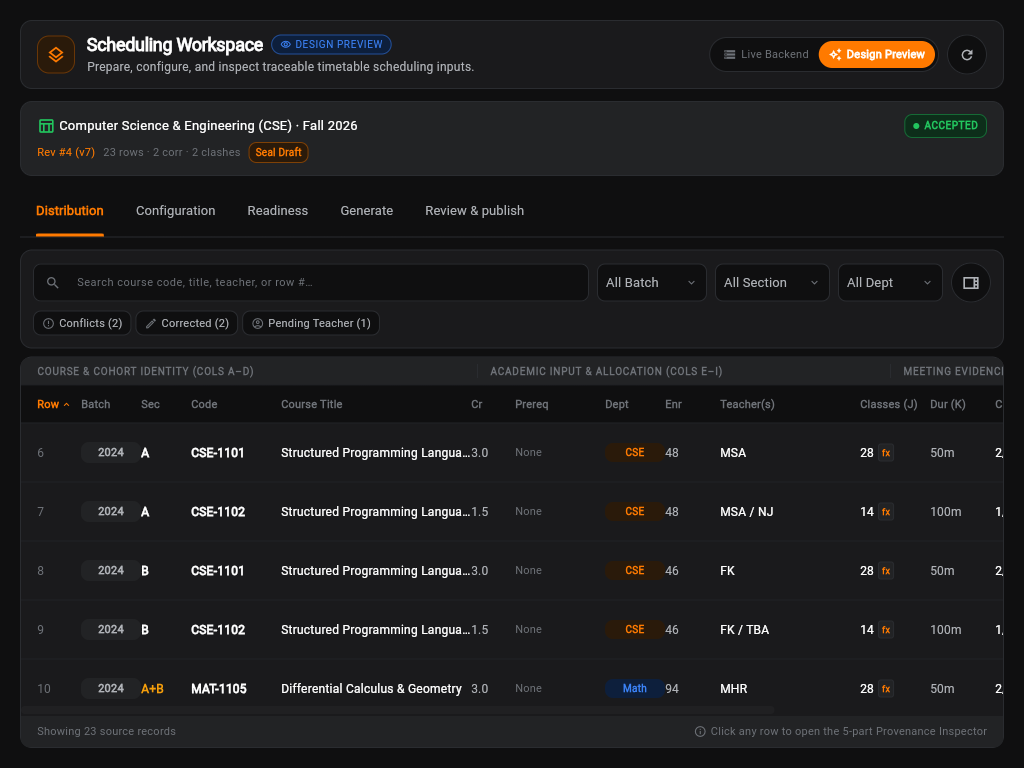 Scheduling Workspace DESIGN PREVIEW
Prepare, configure, and inspect traceable timetable scheduling inputs.
Live Backend Design Preview
Computer Science & Engineering (CSE) · Fall 2026
ACCEPTED
Rev #4 (v7) 23 rows · 2 corr · 2 clashes Seal Draft
Distribution Configuration Readiness Generate Review & publish
Search course code, title, teacher, or row #... All Batch All Section All Dept
Conflicts (2) Corrected (2) Pending Teacher (1)
COURSE & COHORT IDENTITY (COLS A–D) ACADEMIC INPUT & ALLOCATION (COLS E–I) MEETING EVIDENC
Row Batch Sec Code Course Title Cr Prereq Dept Enr Teacher(s) Classes (J) Dur (K) C
6 2024 A CSE-1101 Structured Programming Langua... 3.0 None CSE 48 MSA 28 fx 50m 2,
7 2024 A CSE-1102 Structured Programming Langua... 1.5 None CSE 48 MSA / NJ 14 fx 100m 1,
8 2024 B CSE-1101 Structured Programming Langua... 3.0 None CSE 46 FK 28 fx 50m 2,
9 2024 B CSE-1102 Structured Programming Langua... 1.5 None CSE 46 FK / TBA 14 fx 100m 1,
10 2024 A+B MAT-1105 Differential Calculus & Geometry 3.0 None Math 94 MHR 28 fx 50m 2,
Showing 23 source records Click any row to open the 5-part Provenance Inspector